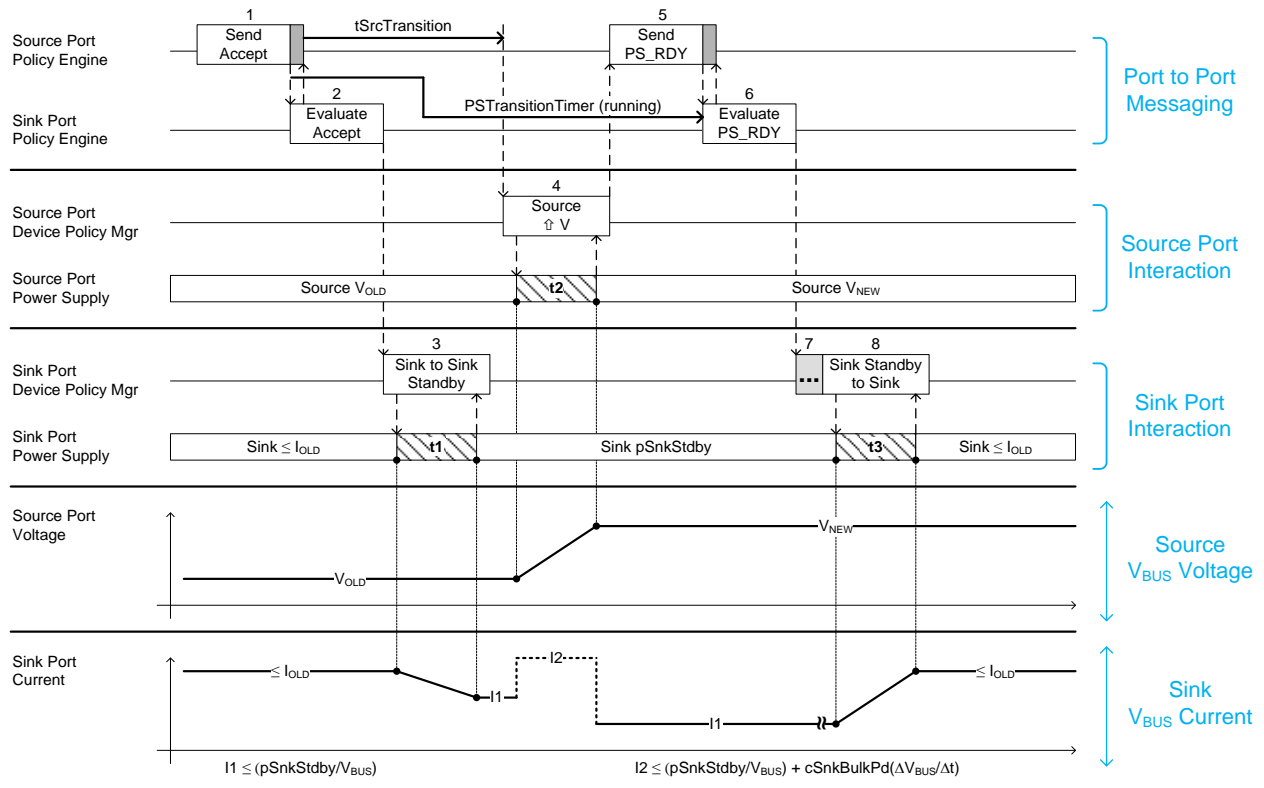 1
5
Source Port
Policy Engine
Send
Accept
tSrcTransition
Send
PS_RDY
Port to Port
Messaging
2
PSTransitionTimer (running)
6
Sink Port
Policy Engine
Evaluate
Accept
Evaluate
PS_RDY
4
Source Port
Device Policy Mgr
Source
⇧ V
Source Port
Interaction
Source Port
Power Supply
Source VOLD
t2
Source VNEW
3
7
8
Sink Port
Device Policy Mgr
Sink to Sink
Standby
...
Sink Standby
to Sink
Sink Port
Interaction
Sink Port
Power Supply
Sink ≤ IOLD
t1
Sink pSnkStdby
t3
Sink ≤ IOLD
Source Port
Voltage
VOLD
VNEW
Source
VBUS Voltage
Sink Port
Current
≤ IOLD
I1
I2
I1
≤ IOLD
Sink
VBUS Current
I1 ≤ (pSnkStdby/VBUS)
I2 ≤ (pSnkStdby/VBUS) + cSnkBulkPd(ΔVBUS/Δt)